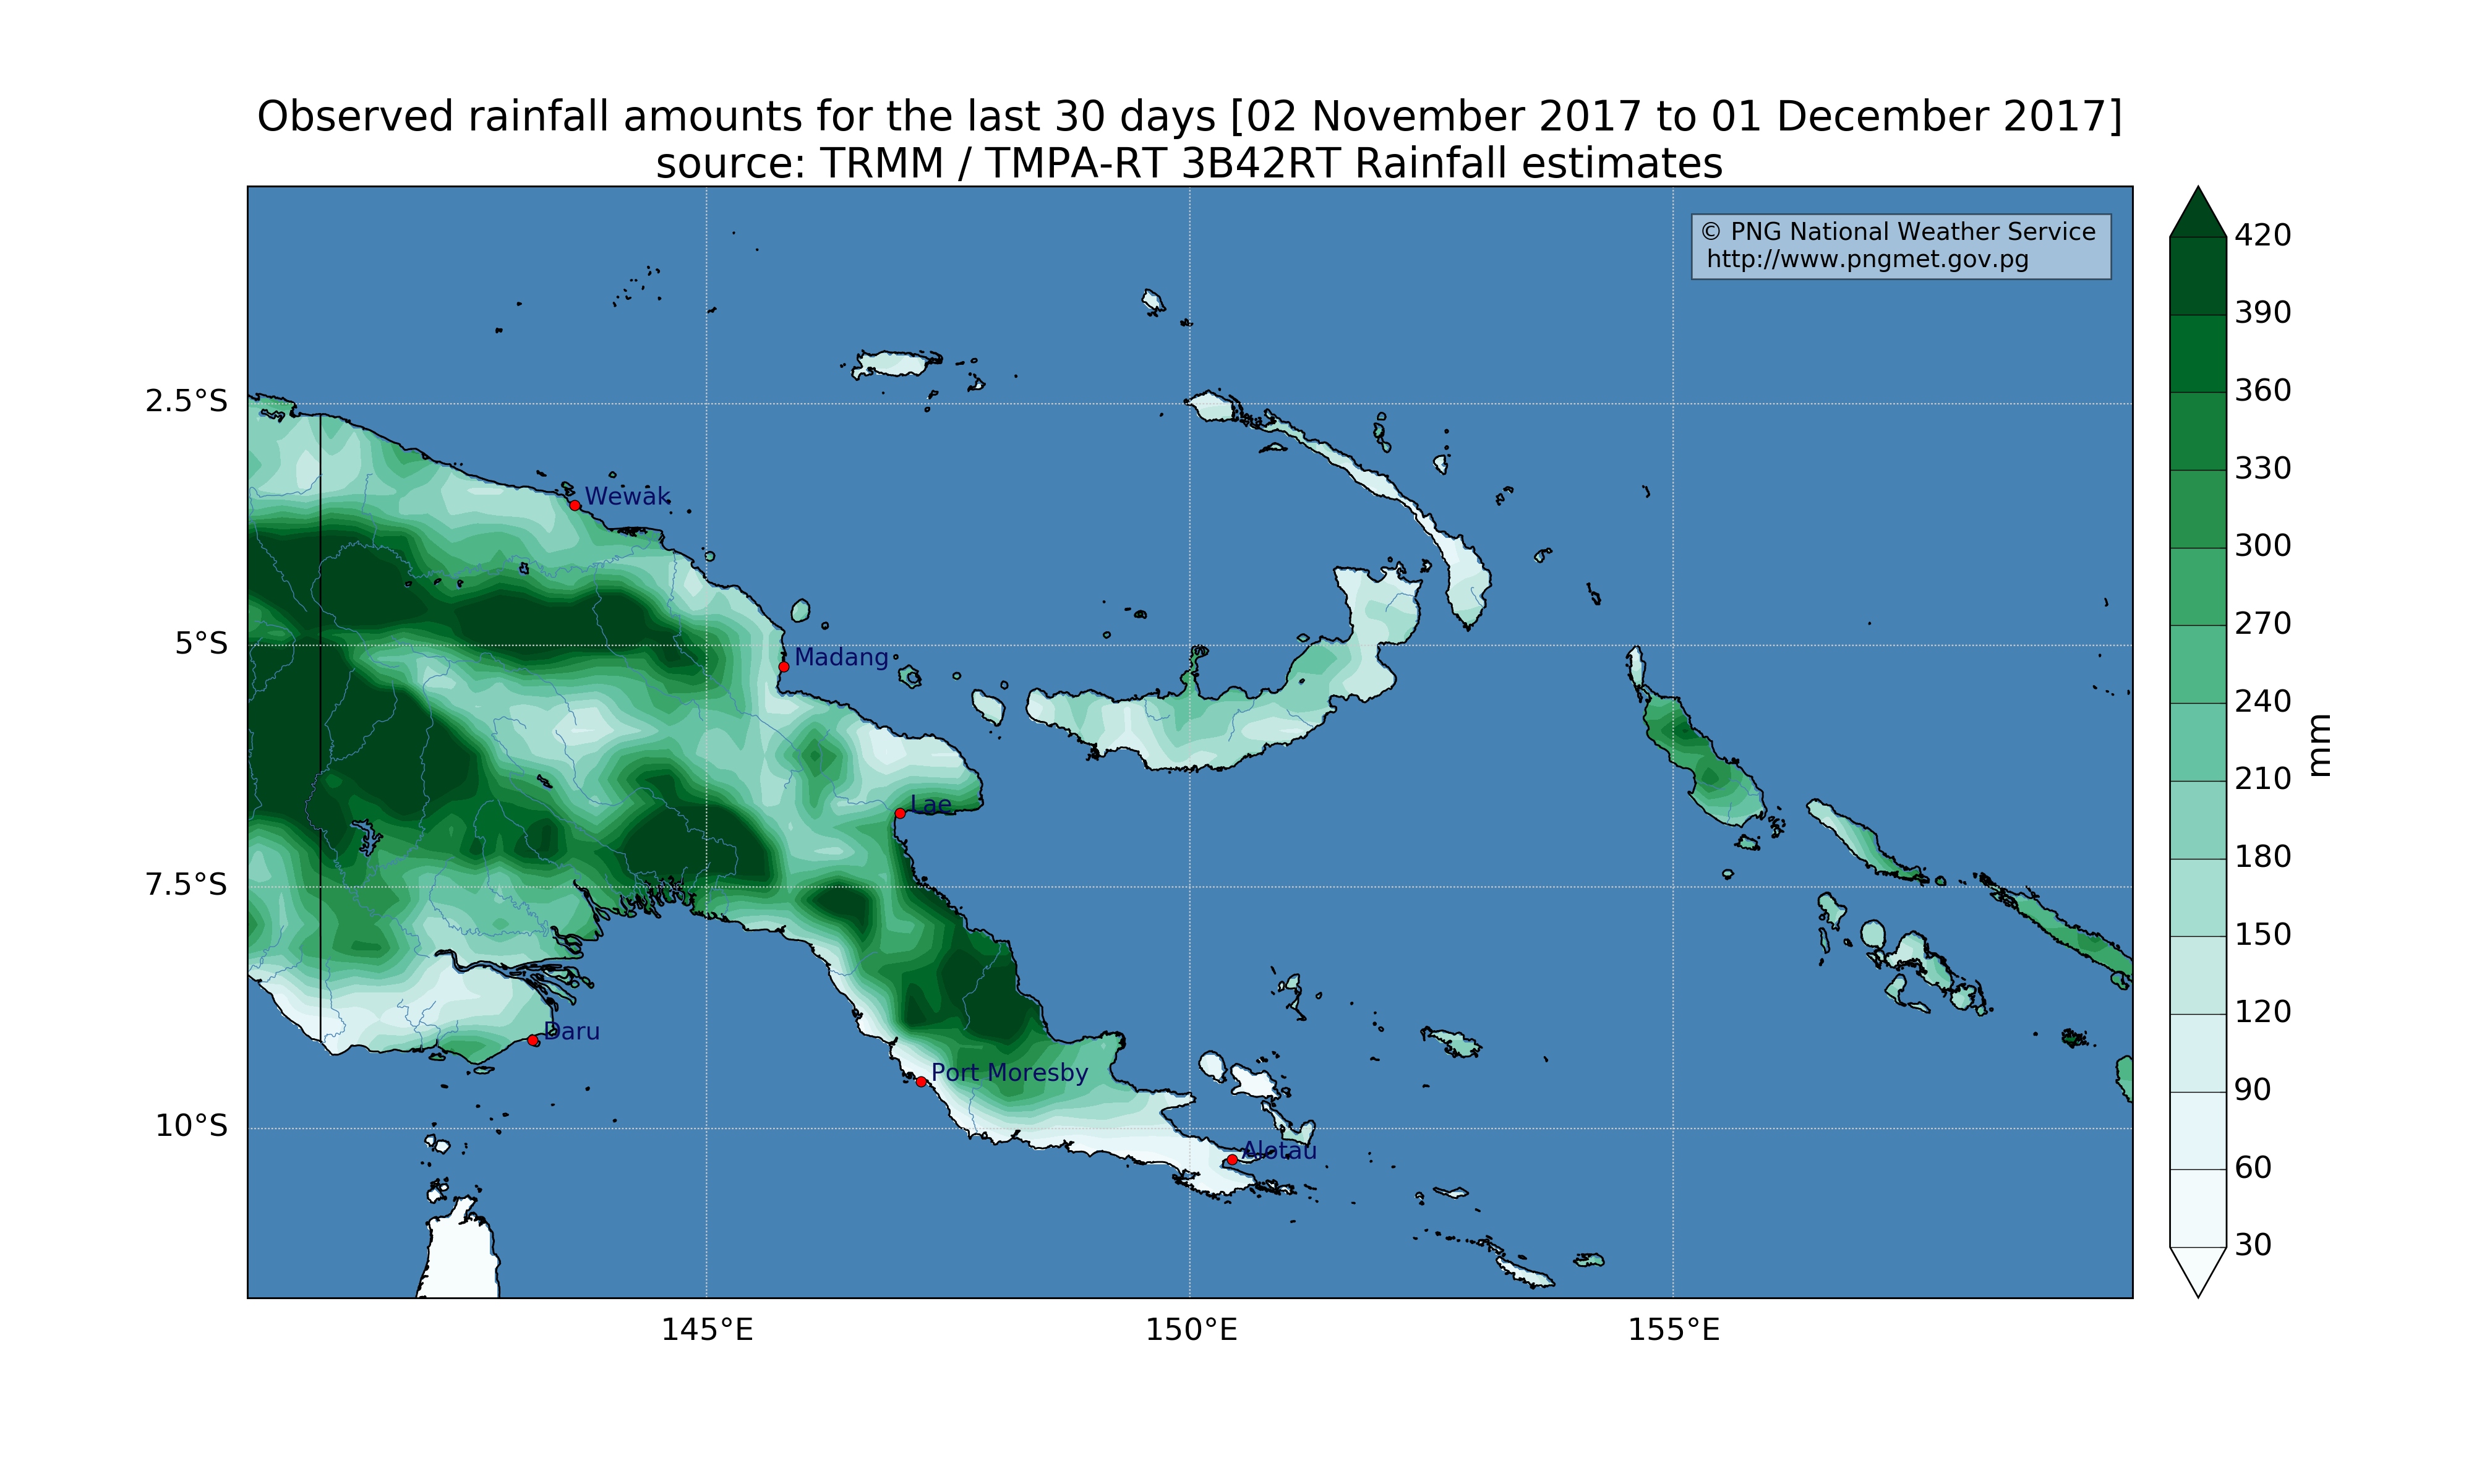 Observed rainfall amounts for the last 30 days [02 November 2017 to 01 December 2017]
source: TRMM / TMPA-RT 3B42RT Rainfall estimates
© PNG National Weather Service
http://www.pngmet.gov.pg
420
390
360
330
300
270
240
210
180
150
120
90
60
30
mm
2.5°S
5°S
7.5°S
10°S
Wewak
Madang
Lae
Daru
Port Moresby
Alotau
145°E
150°E
155°E